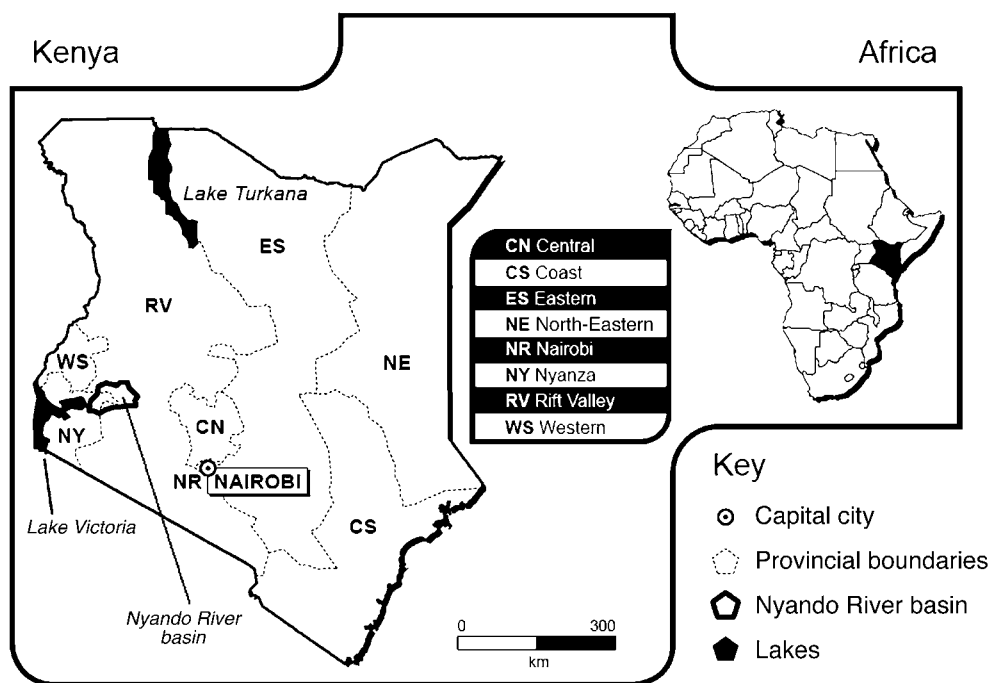 Kenya
Africa
Lake Turkana
ES
RV
WS
NE
NY
CN
NR
NAIROBI
CS
Lake Victoria
Nyando River
basin
CN Central
CS Coast
ES Eastern
NE North-Eastern
NR Nairobi
NY Nyanza
RV Rift Valley
WS Western
0
300
km
Key
Capital city
Provincial boundaries
Nyando River basin
Lakes